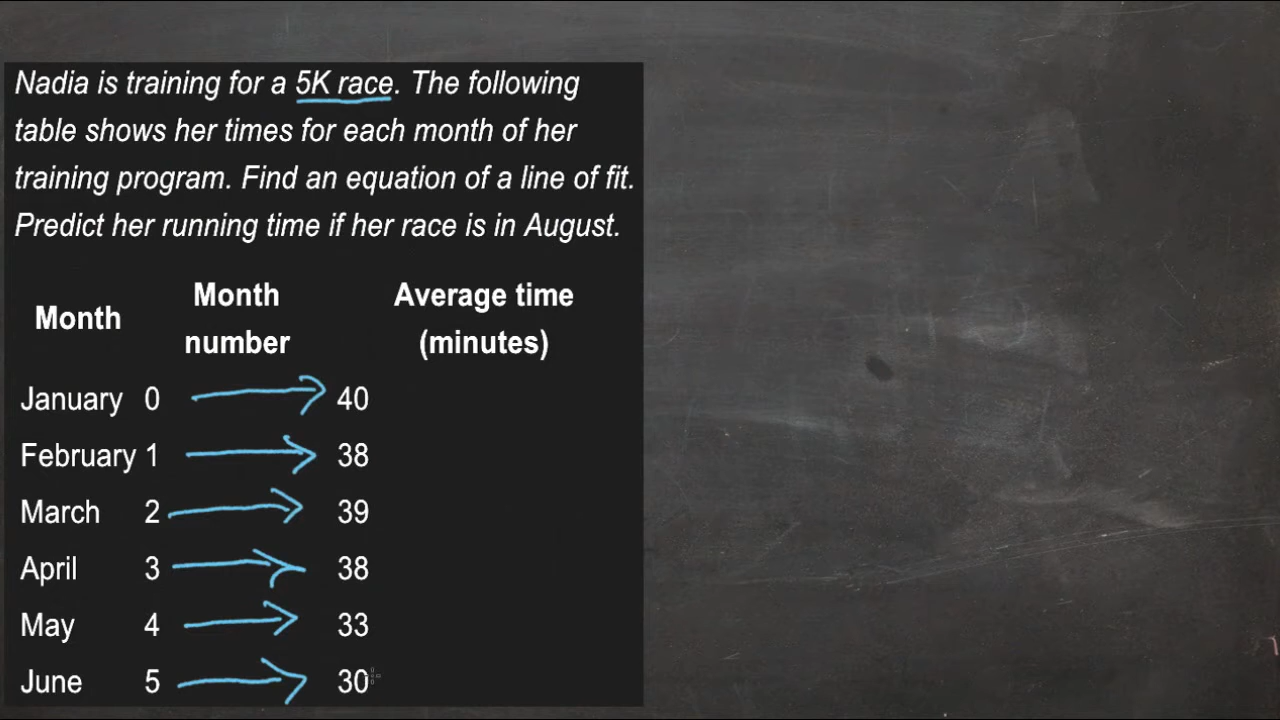 Nadia is training for a 5K race. The following
table shows her times for each month of her
training program. Find an equation of a line of fit.
Predict her running time if her race is in August.
Month Month number Average time (minutes)
January 0 40
February 1 38
March 2 39
April 3 38
May 4 33
June 5 30